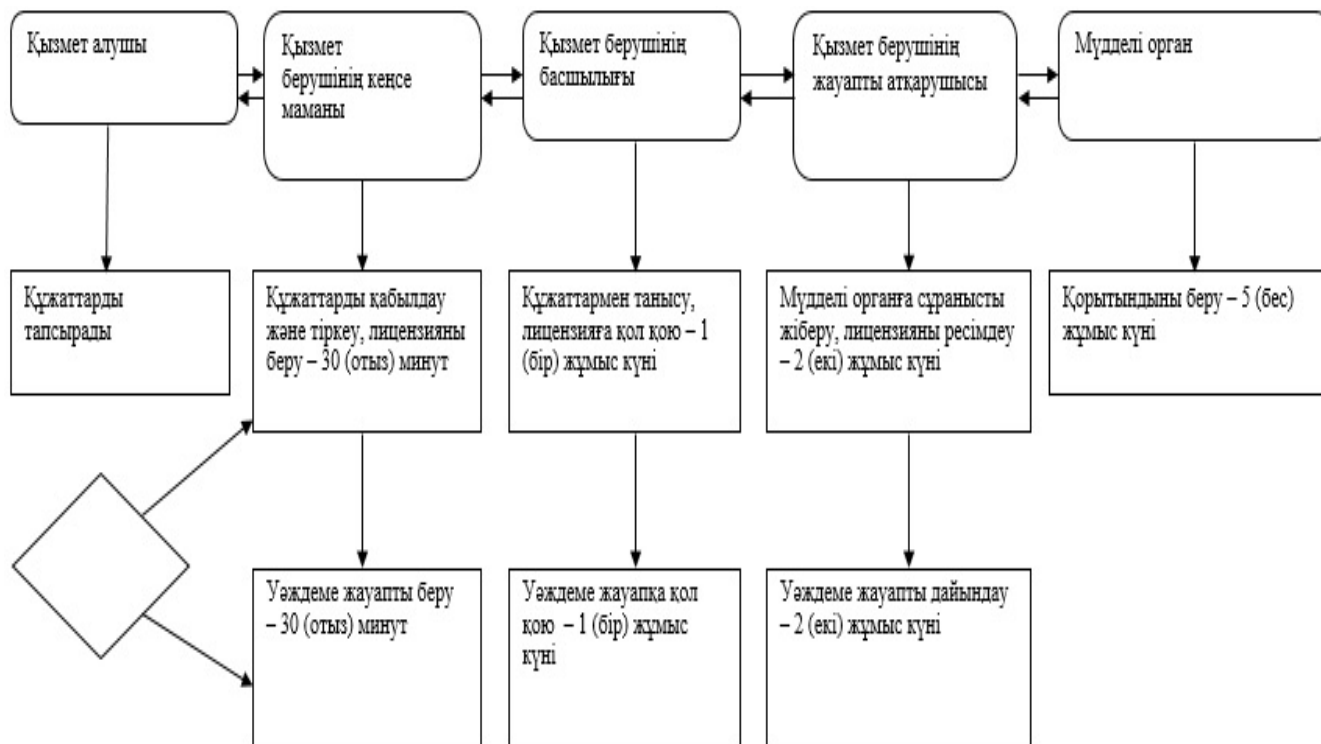 Қызмет алушы
Қызмет
берушінің кеңсе
маманы
Қызмет берушінің
басшылығы
Қызмет берушінің
жауапты атқарушысы
Мүдделі орган
Құжаттарды
тапсырады
Құжаттарды қабылдау
және тіркеу, лицензияны
беру – 30 (отыз) минут
Құжаттармен танысу,
лицензияға қол қою – 1
(бір) жұмыс күні
Мүдделі органға сұранысты
жіберу, лицензияны ресімдеу
– 2 (екі) жұмыс күні
Қорытындыны беру – 5 (бес)
жұмыс күні
Уәждеме жауапты беру
– 30 (отыз) минут
Уәждеме жауапқа қол
қою – 1 (бір) жұмыс
күні
Уәждеме жауапты дайындау
– 2 (екі) жұмыс күні